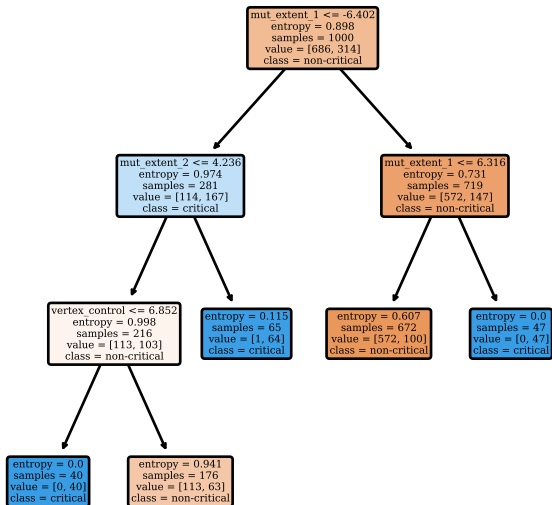 mut_extent_1 <= -6.402
entropy = 0.898
samples = 1000
value = [686, 314]
class = non-critical
mut_extent_2 <= 4.236
entropy = 0.974
samples = 281
value = [114, 167]
class = critical
mut_extent_1 <= 6.316
entropy = 0.731
samples = 719
value = [572, 147]
class = non-critical
vertex_control <= 6.852
entropy = 0.998
samples = 216
value = [113, 103]
class = non-critical
entropy = 0.115
samples = 65
value = [1, 64]
class = critical
entropy = 0.607
samples = 672
value = [572, 100]
class = non-critical
entropy = 0.0
samples = 47
value = [0, 47]
class = critical
entropy = 0.0
samples = 40
value = [0, 40]
class = critical
entropy = 0.941
samples = 176
value = [113, 63]
class = non-critical